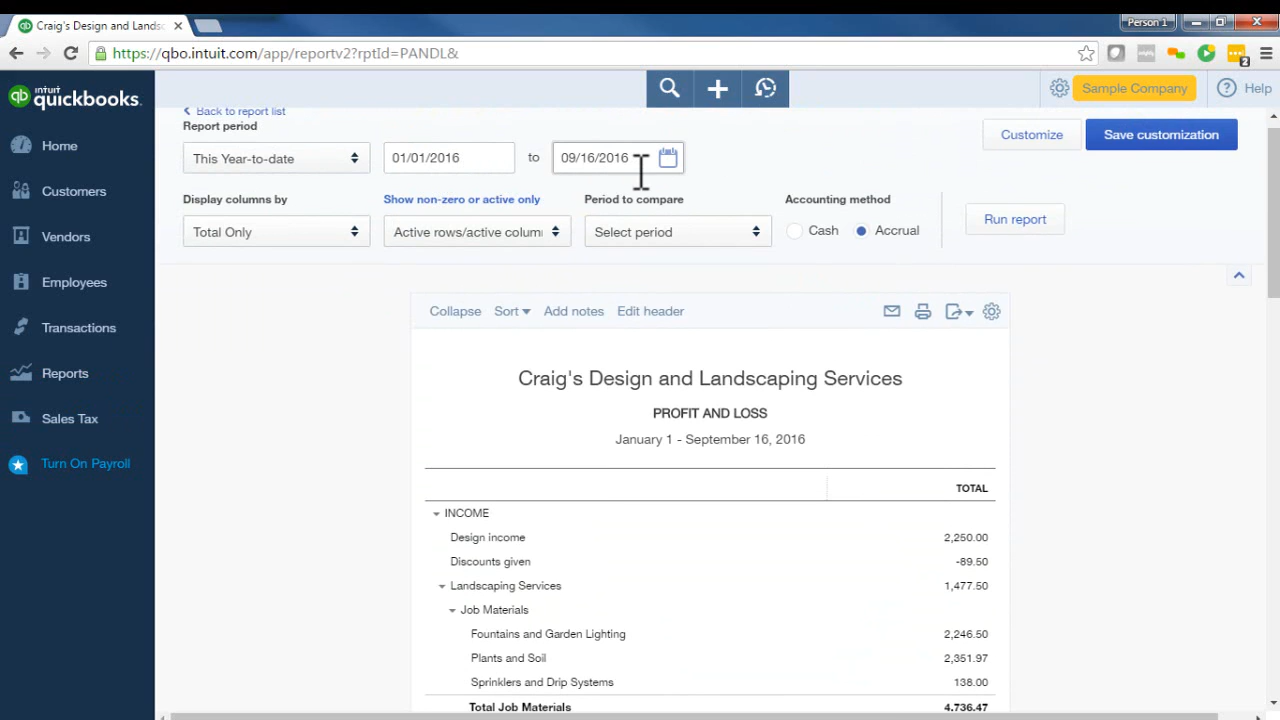 Craig's Design and Lands
Person 1
https://qbo.intuit.com/app/reportv2?rptId=PANDL&
2
qb intuit quickbooks.
Sample Company
? Help
Home
Customers
Vendors
Employees
Transactions
Reports
Sales Tax
Turn On Payroll
Back to report list
Report period
This Year-to-date
01/01/2016
to
09/16/2016
Customize
Save customization
Display columns by
Show non-zero or active only
Period to compare
Accounting method
Total Only
Active rows/active column
Select period
Cash
Accrual
Run report
Collapse
Sort
Add notes
Edit header
Craig's Design and Landscaping Services
PROFIT AND LOSS
January 1 - September 16, 2016
TOTAL
INCOME
Design income 2,250.00
Discounts given -89.50
Landscaping Services 1,477.50
Job Materials
Fountains and Garden Lighting 2,246.50
Plants and Soil 2,351.97
Sprinklers and Drip Systems 138.00
Total Job Materials 4,736.47